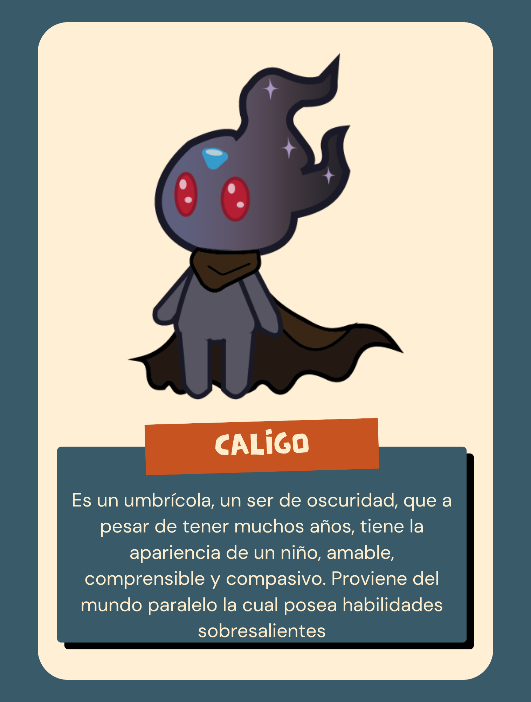 CALiGO
Es un umbrícola, un ser de oscuridad, que a
pesar de tener muchos años, tiene la
apariencia de un niño, amable,
comprensible y compasivo. Proviene del
mundo paralelo la cual posea habilidades
sobresalientes